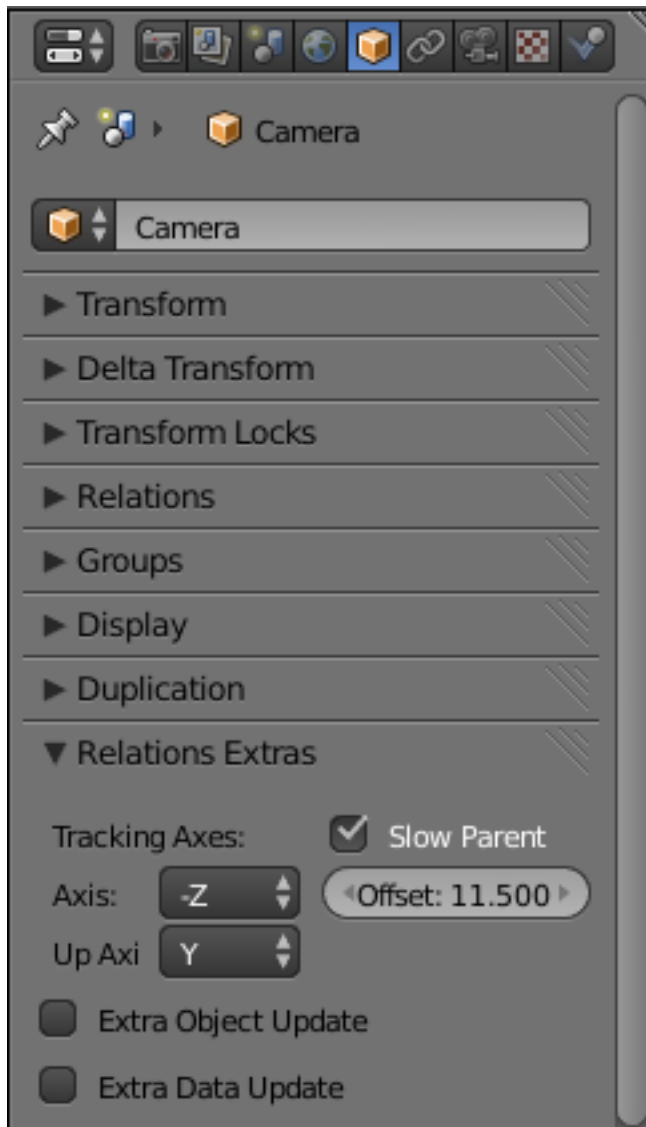 Camera
Camera
Transform
Delta Transform
Transform Locks
Relations
Groups
Display
Duplication
Relations Extras
Tracking Axes: Slow Parent
Axis: -Z Offset: 11.500
Up Axi Y
Extra Object Update
Extra Data Update